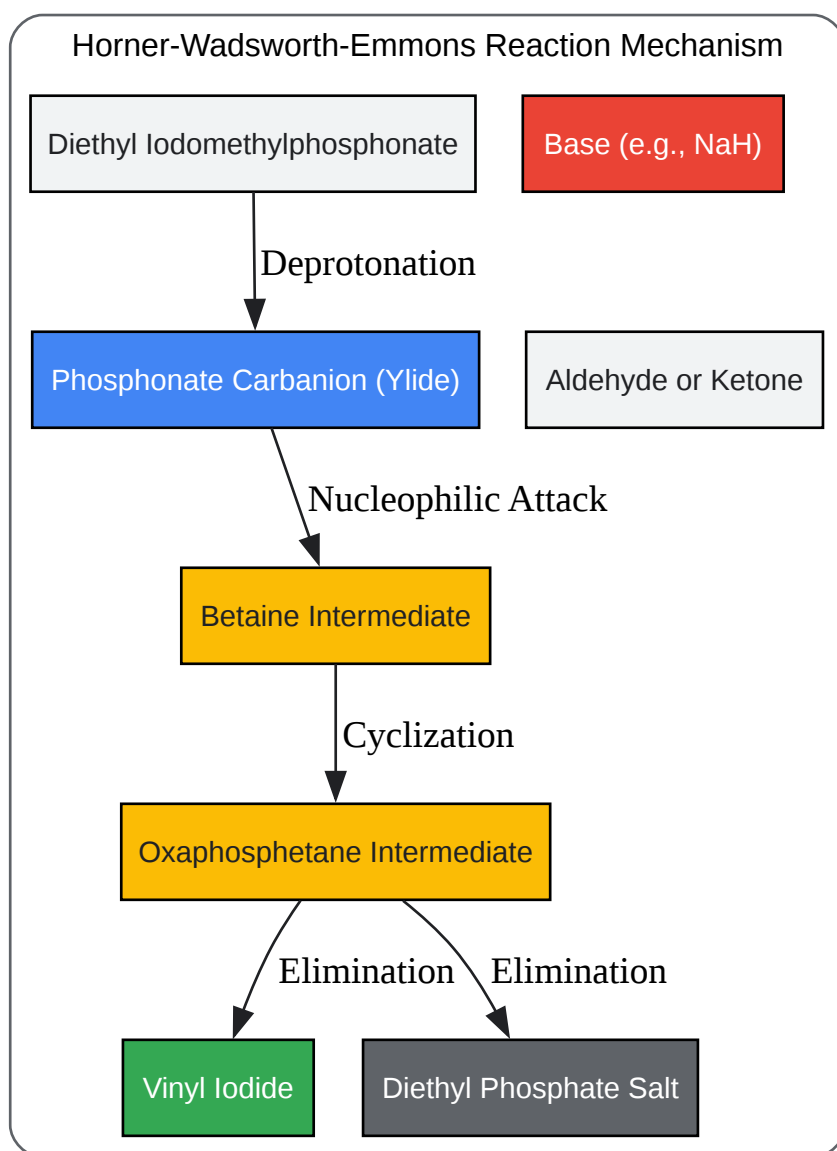 Horner-Wadsworth-Emmons Reaction Mechanism
Diethyl Iodomethylphosphonate
Base (e.g., NaH)
Deprotonation
Phosphonate Carbanion (Ylide)
Aldehyde or Ketone
Nucleophilic Attack
Betaine Intermediate
Cyclization
Oxaphosphetane Intermediate
Elimination
Elimination
Vinyl Iodide
Diethyl Phosphate Salt